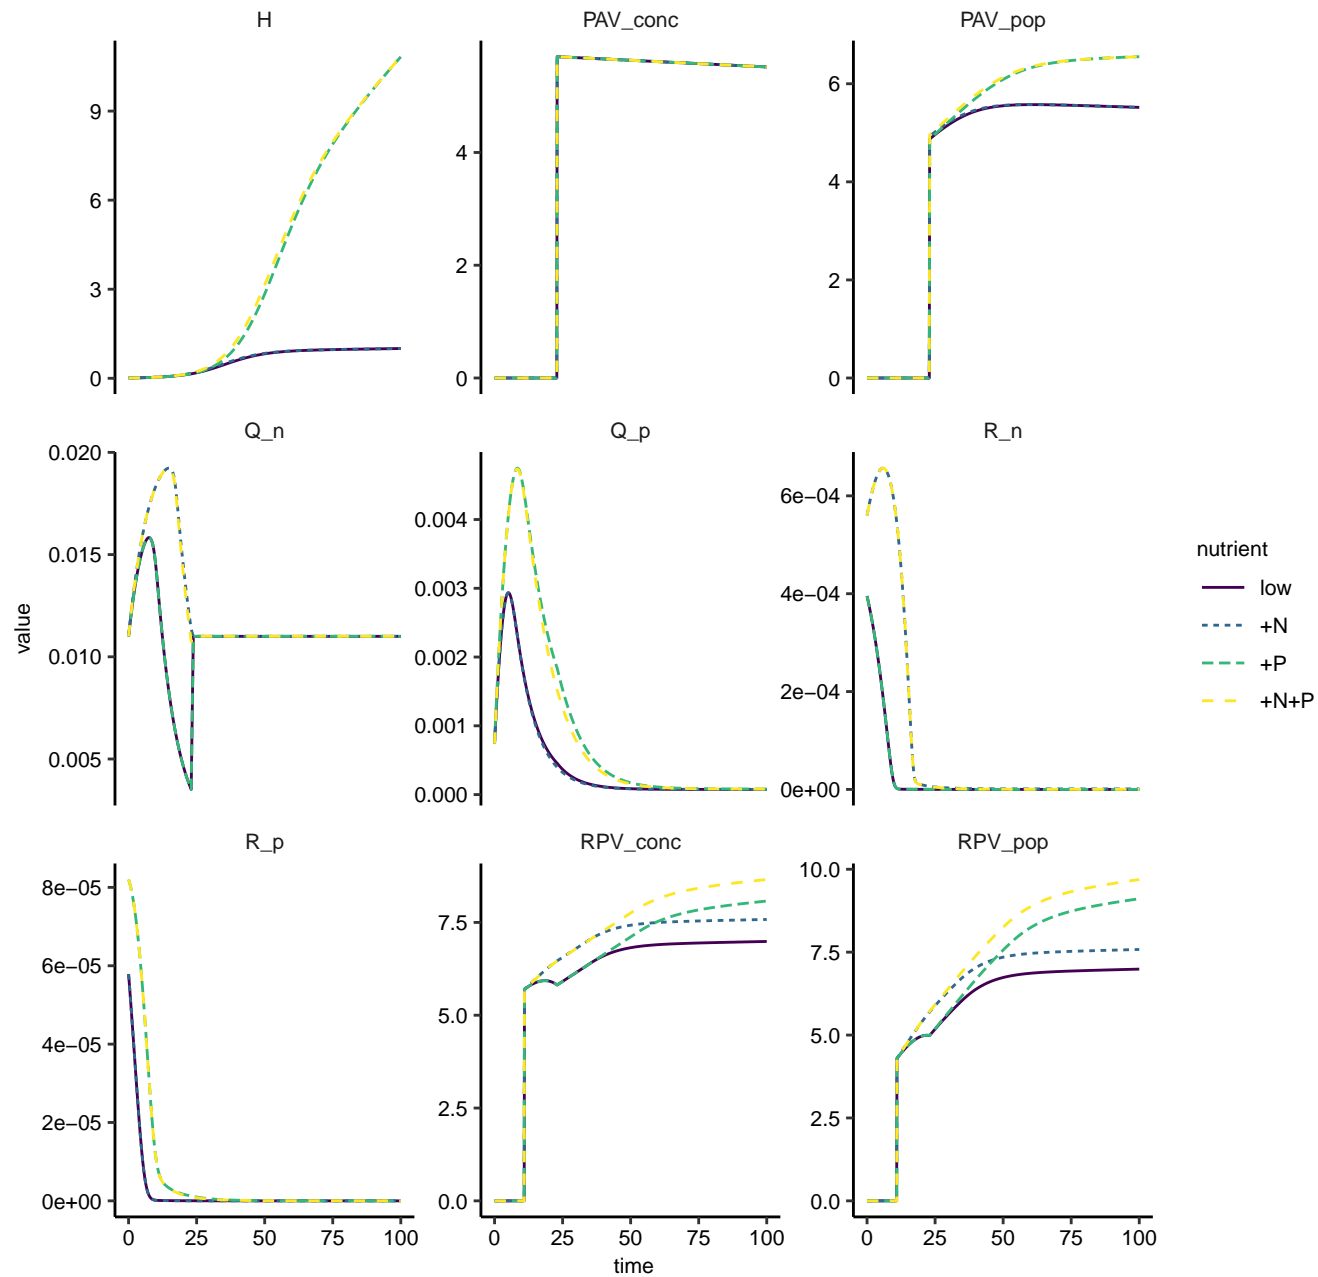 H PAV_conc PAV_pop
9
6
3
0
4
2
0
6
4
2
0
Q_n Q_p R_n
0.020
0.015
0.010
0.005
0.004
0.003
0.002
0.001
0.000
6e−04
4e−04
2e−04
0e+00
R_p RPV_conc RPV_pop
8e−05
6e−05
4e−05
2e−05
0e+00
7.5
5.0
2.5
0.0
10.0
7.5
5.0
2.5
0.0
0 25 50 75 100
0 25 50 75 100
0 25 50 75 100
time
value
nutrient
low
+N
+P
+N+P